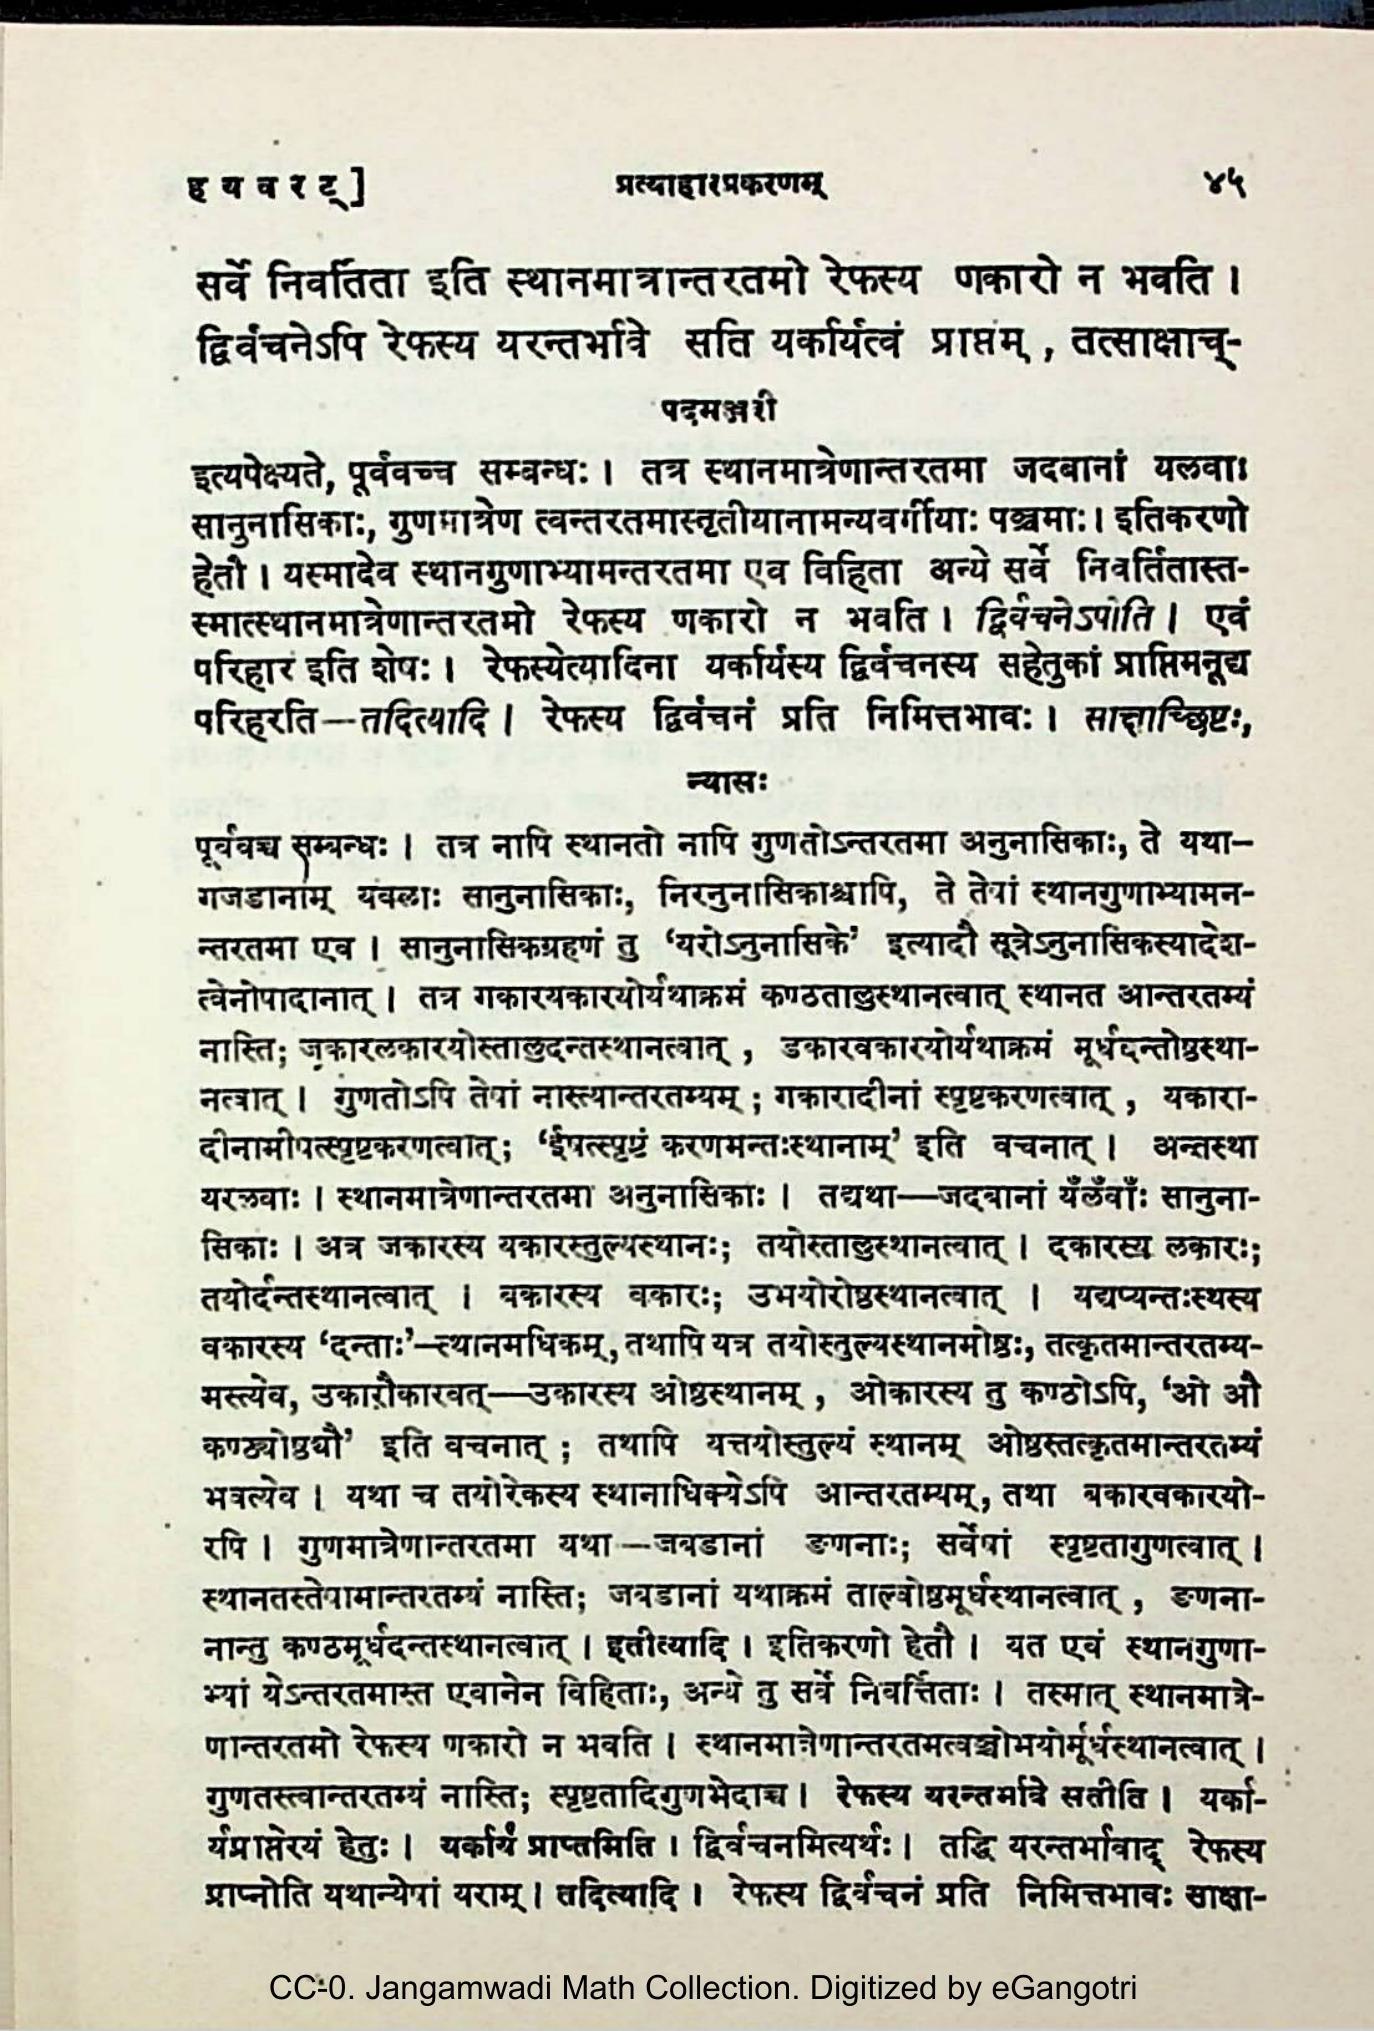 ह य व र ट्] प्रत्याहारप्रकरणम् ४५
सर्वे निवर्तिता इति स्थानमात्रान्तरतमो रेफस्य णकारो न भवति ।
द्विर्वचनेऽपि रेफस्य यरन्तर्भावे सति यर्कार्यत्वं प्राप्तम् , तत्साक्षाच्-
पदमञ्जरी
इत्यपेक्ष्यते, पूर्ववच्च सम्बन्धः । तत्र स्थानमात्रेणान्तरतमा जदबानां यलवाः
सानुनासिकाः, गुणमात्रेण त्वन्तरतमास्तृतीयानामन्यवर्गीयाः पञ्चमाः। इतिकरणो
हेतौ । यस्मादेव स्थानगुणाभ्यामन्तरतमा एव विहिता अन्ये सर्वे निवर्तितास्त-
स्मात्स्थानमात्रेणान्तरतमो रेफस्य णकारो न भवति । द्विर्वचनेऽपीति । एवं
परिहार इति शेषः । रेफस्येत्यादिना यर्कार्यस्य द्विर्वचनस्य सहेतुकां प्राप्तिमनूद्य
परिहरति—तदित्यादि । रेफस्य द्विर्वचनं प्रति निमित्तभावः । साक्षाच्छिष्टः,
न्यासः
पूर्ववच्च सम्बन्धः । तत्र नापि स्थानतो नापि गुणतोऽन्तरतमा अनुनासिकाः, ते यथा—
गजडानाम् यवलाः सानुनासिकाः, निरनुनासिकाश्चापि, ते तेषां स्थानगुणाभ्यामन-
न्तरतमा एव । सानुनासिकग्रहणं तु ‘यरोऽनुनासिके’ इत्यादौ सूत्रेऽनुनासिकस्यादेश-
त्वेनोपादानात् । तत्र गकारयकारयोर्यथाक्रमं कण्ठतालुस्थानत्वात् स्थानत आन्तरतम्यं
नास्ति; जकारलकारयोस्तालुदन्तस्थानत्वात् , डकारवकारयोर्यथाक्रमं मूर्धदन्तोष्ठस्था-
नत्वात् । गुणतोऽपि तेषां नास्त्यान्तरतम्यम् ; गकारादीनां स्पृष्टकरणत्वात् , यकारा-
दीनामीषत्स्पृष्टकरणत्वात्; ‘ईषत्स्पृष्टं करणमन्तःस्थानाम्’ इति वचनात् । अन्तस्था
यरलवाः । स्थानमात्रेणान्तरतमा अनुनासिकाः । तद्यथा—जदबानां यँलँवाँः सानुना-
सिकाः । अत्र जकारस्य यकारस्तुल्यस्थानः; तयोस्तालुस्थानत्वात् । दकारस्य लकारः;
तयोर्दन्तस्थानत्वात् । बकारस्य वकारः; उभयोरोष्ठस्थानत्वात् । यद्यप्यन्तःस्थस्य
वकारस्य ‘दन्ताः’—स्थानमधिकम्, तथापि यत्र तयोस्तुल्यस्थानमोष्ठः, तत्कृतमान्तरतम्य-
मस्त्येव, उकारौकारवत्—उकारस्य ओष्ठस्थानम् , ओकारस्य तु कण्ठोऽपि, ‘ओ औ
कण्ठ्योष्ठ्यौ’ इति वचनात् ; तथापि यत्तयोस्तुल्यं स्थानम् ओष्ठस्तत्कृतमान्तरतम्यं
भवत्येव । यथा च तयोरेकस्य स्थानाधिक्येऽपि आन्तरतम्यम्, तथा बकारवकारयो-
रपि । गुणमात्रेणान्तरतमा यथा—जबडानां ङणनाः; सर्वेषां स्पृष्टतागुणत्वात् ।
स्थानतस्तेषामान्तरतम्यं नास्ति; जबडानां यथाक्रमं ताल्वोष्ठमूर्धस्थानत्वात् , ङणना-
नान्तु कण्ठमूर्धदन्तस्थानत्वात् । इतीत्यादि । इतिकरणो हेतौ । यत एवं स्थानगुणा-
भ्यां येऽन्तरतमास्त एवानेन विहिताः, अन्ये तु सर्वे निवर्त्तिताः । तस्मात् स्थानमात्रे-
णान्तरतमो रेफस्य णकारो न भवति । स्थानमात्रेणान्तरतमत्वञ्चोभयोर्मूर्धस्थानत्वात् ।
गुणतस्त्वान्तरतम्यं नास्ति; स्पृष्टतादिगुणभेदाच्च । रेफस्य यरन्तर्भावे सतीति । यर्का-
र्यप्राप्तेरयं हेतुः । यर्कार्यं प्राप्तमिति । द्विर्वचनमित्यर्थः । तद्धि यरन्तर्भावाद् रेफस्य
प्राप्नोति यथान्येषां यराम् । तदित्यादि । रेफस्य द्विर्वचनं प्रति निमित्तभावः साक्षा-
CC-0. Jangamwadi Math Collection. Digitized by eGangotri